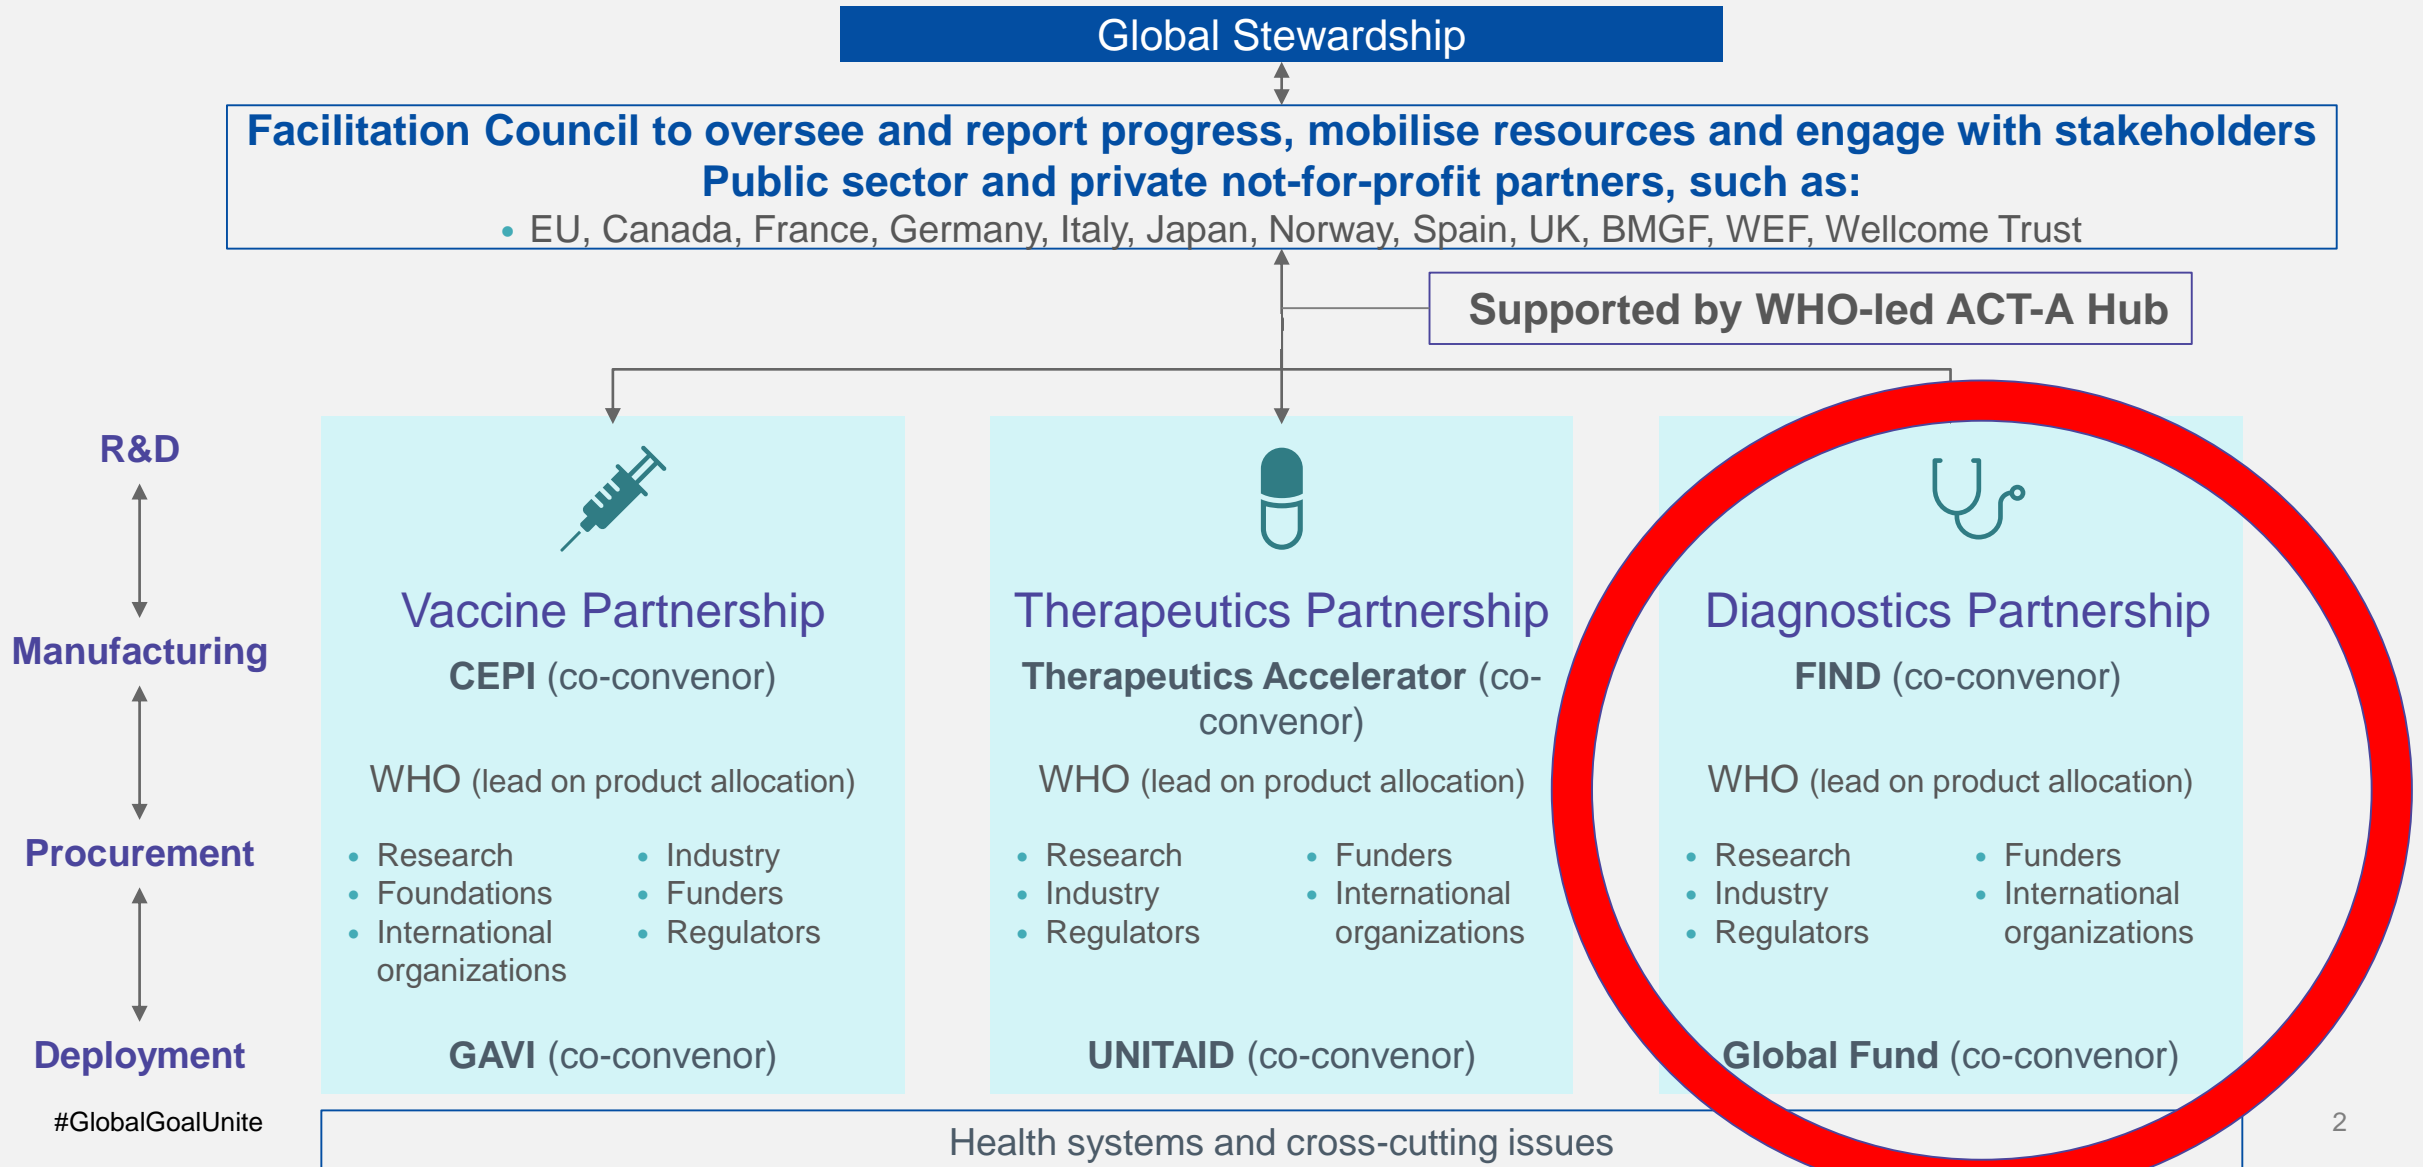 Global Stewardship
Facilitation Council to oversee and report progress, mobilise resources and engage with stakeholders
Public sector and private not-for-profit partners, such as:
• EU, Canada, France, Germany, Italy, Japan, Norway, Spain, UK, BMGF, WEF, Wellcome Trust
Supported by WHO-led ACT-A Hub
R&D
Manufacturing
Procurement
Deployment
Vaccine Partnership
CEPI (co-convenor)
WHO (lead on product allocation)
• Research
• Foundations
• International
organizations
• Industry
• Funders
• Regulators
GAVI (co-convenor)
Therapeutics Partnership
Therapeutics Accelerator (co-
convenor)
WHO (lead on product allocation)
• Research
• Industry
• Regulators
• Funders
• International
organizations
UNITAID (co-convenor)
Diagnostics Partnership
FIND (co-convenor)
WHO (lead on product allocation)
• Research
• Industry
• Regulators
• Funders
• International
organizations
Global Fund (co-convenor)
#GlobalGoalUnite
Health systems and cross-cutting issues
2